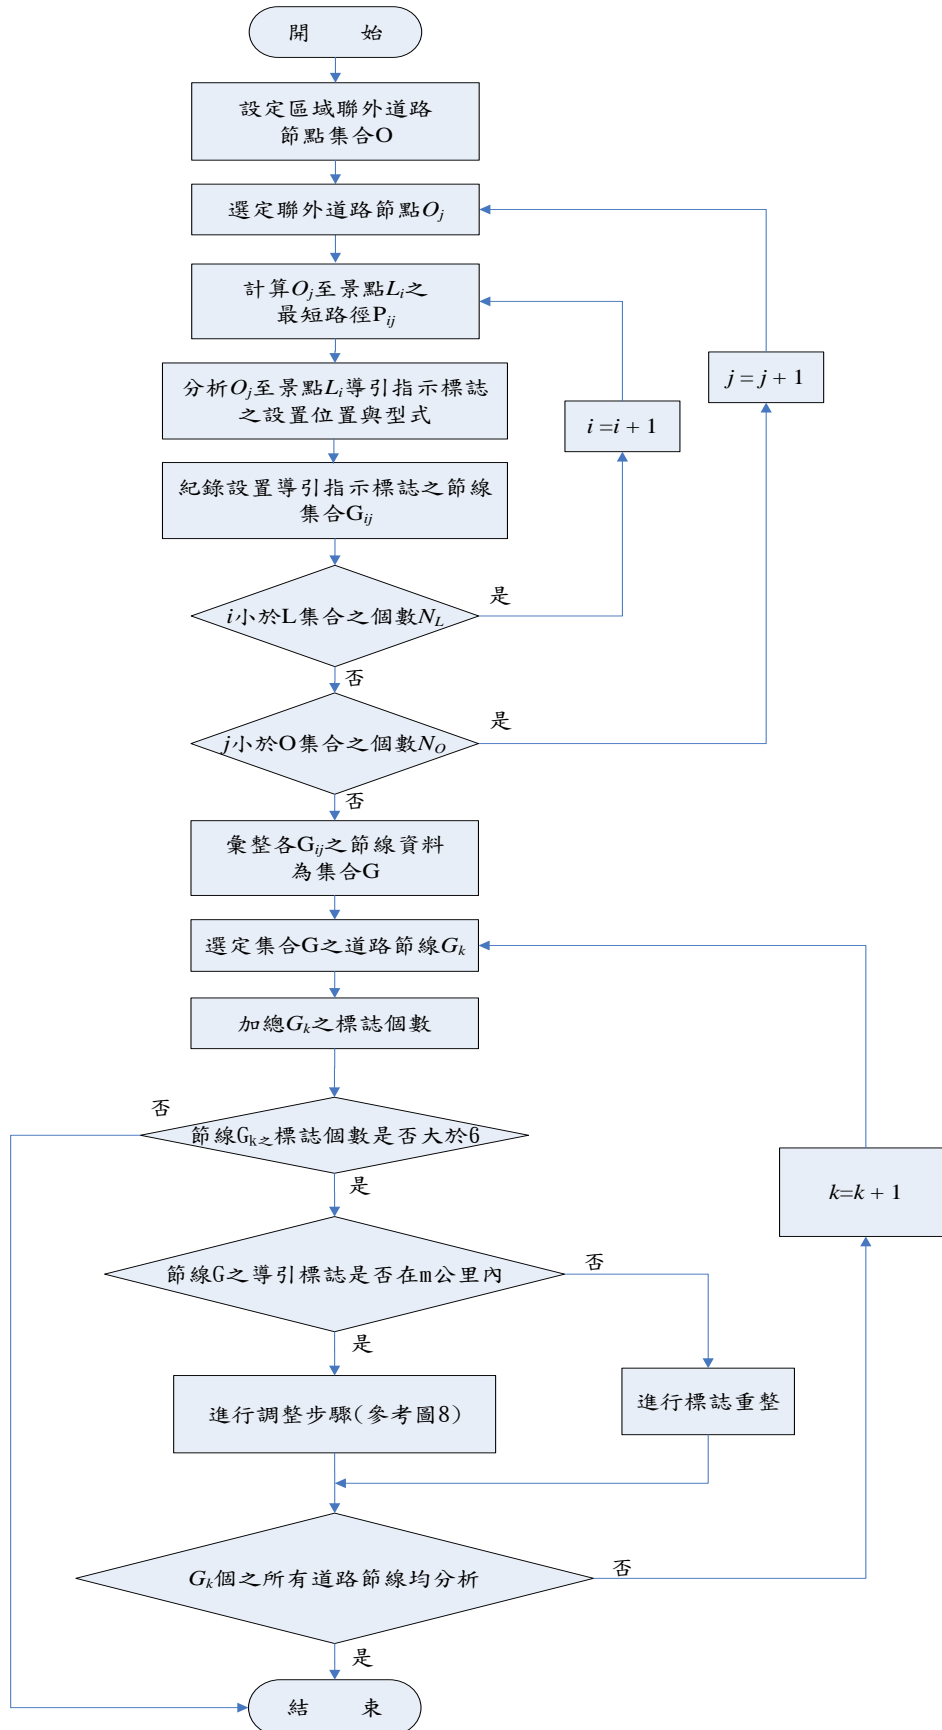 開 始
設定區域聯外道路
節點集合O
選定聯外道路節點Oj
計算Oj至景點Li之
最短路徑Pij
j = j + 1
分析Oj至景點Li導引指示標誌
之設置位置與型式
i =i + 1
紀錄設置導引指示標誌之節線
集合Gij
i小於L集合之個數NL
是
否
j小於O集合之個數NO
是
否
彙整各Gij之節線資料
為集合G
選定集合G之道路節線Gk
加總Gk之標誌個數
節線Gk之標誌個數是否大於6
否
是
k=k + 1
節線G之導引標誌是否在m公里內
否
是
進行調整步驟(參考圖8)
進行標誌重整
Gk個之所有道路節線均分析
否
是
結 束